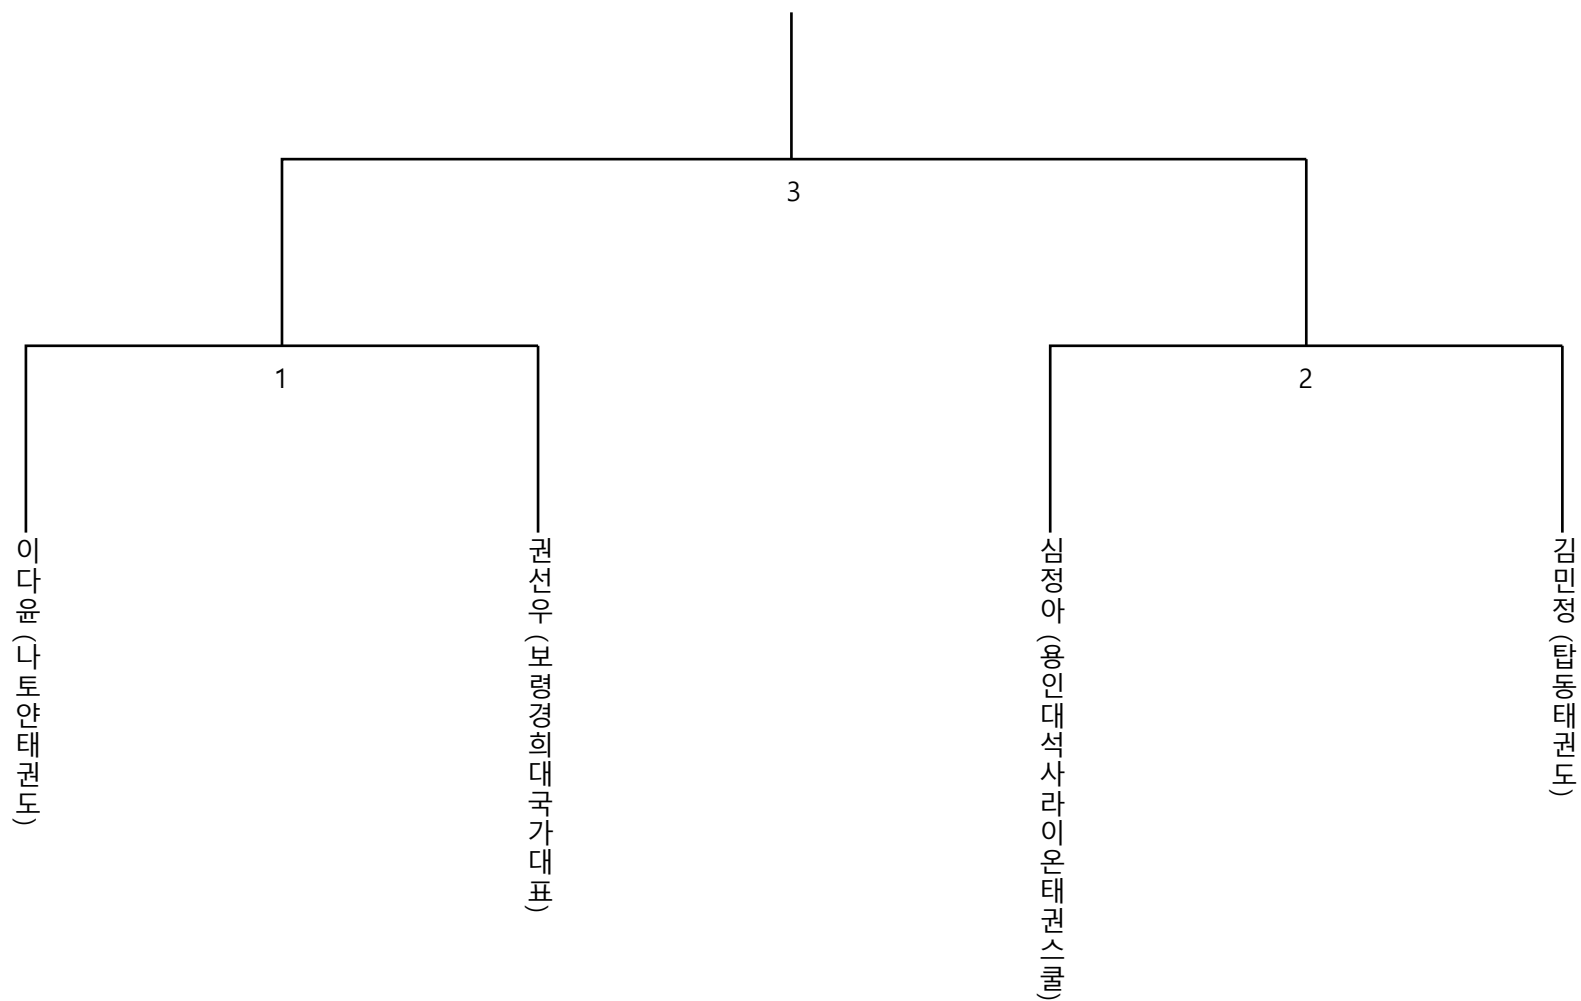 3
1
2
이다윤 (나토얀태권도)
권선우 (보령경희대국가대표)
심정아 (용인대석사라이온태권스쿨)
김민정 (탑동태권도)